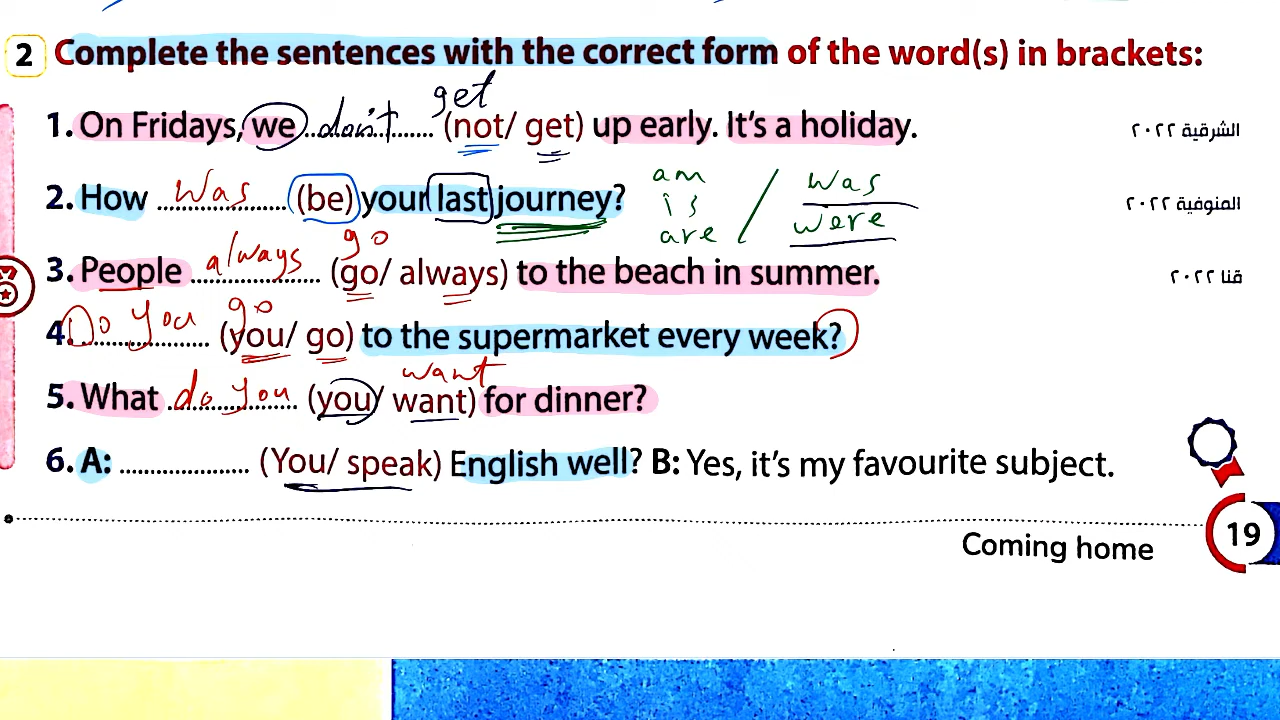 2 Complete the sentences with the correct form of the word(s) in brackets:
get
1. On Fridays, we don't (not/ get) up early. It's a holiday. الشرقية ٢٠٢٢
2. How was (be) your last journey? المنوفية ٢٠٢٢
am
is
are
/
was
were
go
3. People always (go/ always) to the beach in summer. قنا ٢٠٢٢
go
4. Do you (you/ go) to the supermarket every week?
want
5. What do you (you/ want) for dinner?
6. A: .................... (You/ speak) English well? B: Yes, it's my favourite subject.
19
Coming home